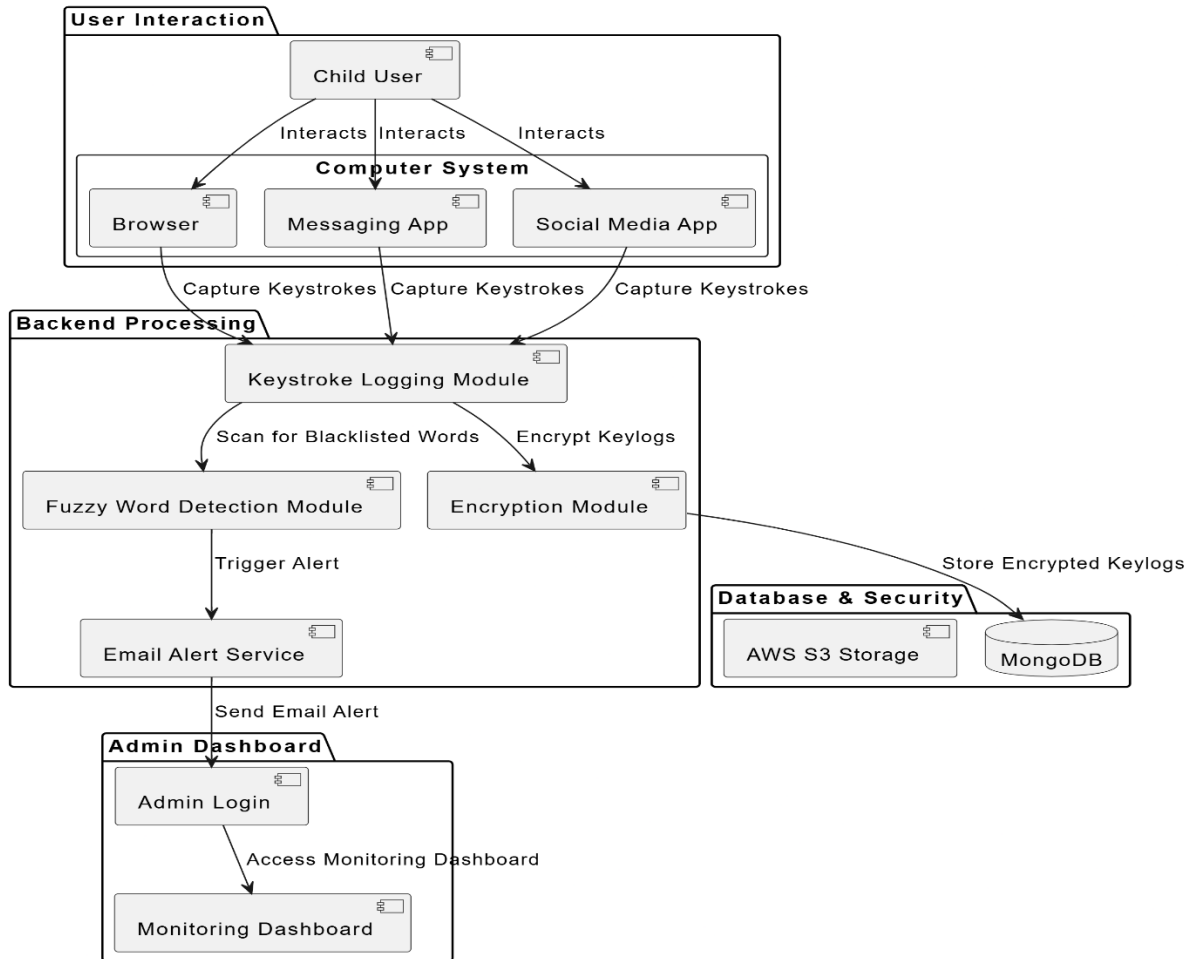 User Interaction
Child User
Interacts
Interacts
Interacts
Computer System
Browser
Messaging App
Social Media App
Capture Keystrokes
Capture Keystrokes
Capture Keystrokes
Backend Processing
Keystroke Logging Module
Scan for Blacklisted Words
Encrypt Keylogs
Fuzzy Word Detection Module
Encryption Module
Trigger Alert
Store Encrypted Keylogs
Database & Security
Email Alert Service
AWS S3 Storage
MongoDB
Send Email Alert
Admin Dashboard
Admin Login
Access Monitoring Dashboard
Monitoring Dashboard